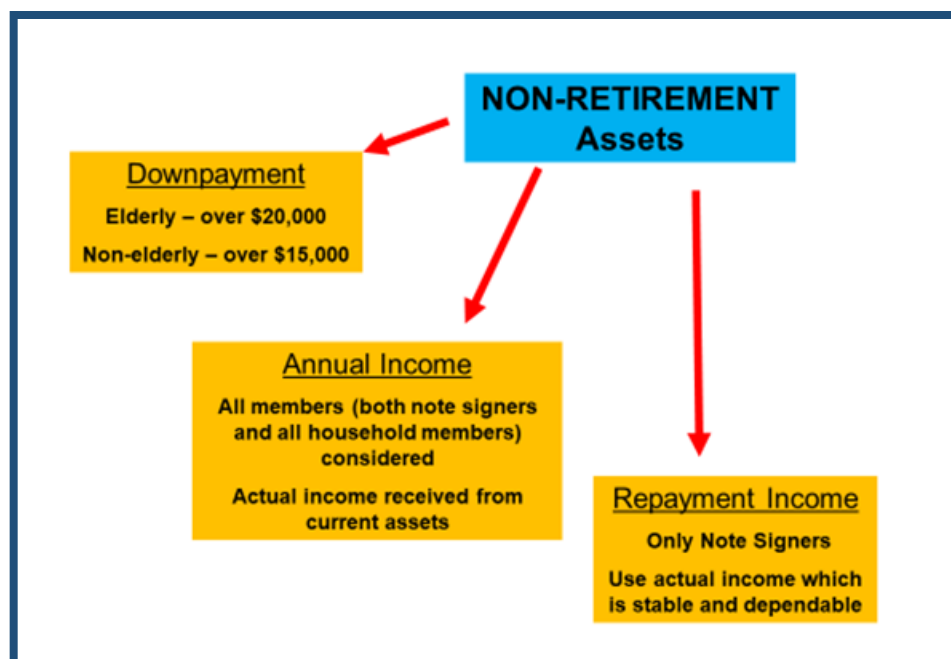 NON-RETIREMENT
Assets
Downpayment
Elderly – over $20,000
Non-elderly – over $15,000
Annual Income
All members (both note signers
and all household members)
considered
Actual income received from
current assets
Repayment Income
Only Note Signers
Use actual income which
is stable and dependable